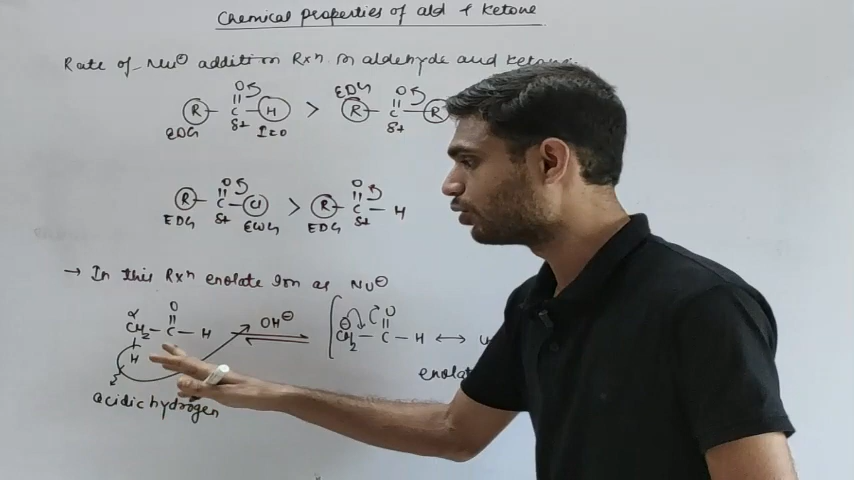 Chemical properties of ald + Ketone
Rate of Nu⊖ addition Rxn in aldehyde and Ketone.
EDG
O O
R - C - H > R - C - R
EDG δ+ I=0 δ+
O O
R - C - Cl > R - C - H
EDG δ+ EWG EDG δ+
→ In this Rxn enolate Ion as NU⊖
α O OH⊖ ⊖ O
CH2 - C - H ⇌ [ CH2 - C - H ↔
H
acidic hydrogen